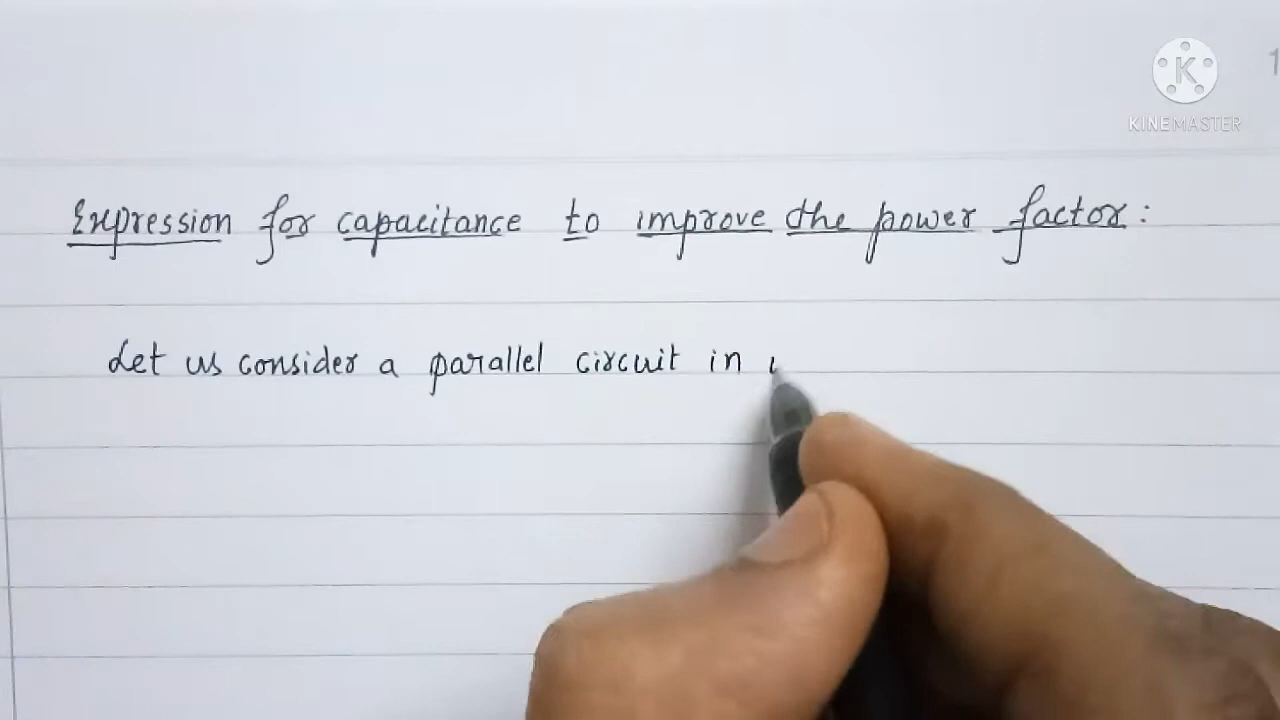 KINEMASTER
Expression for capacitance to improve the power factor:
Let us consider a parallel circuit in